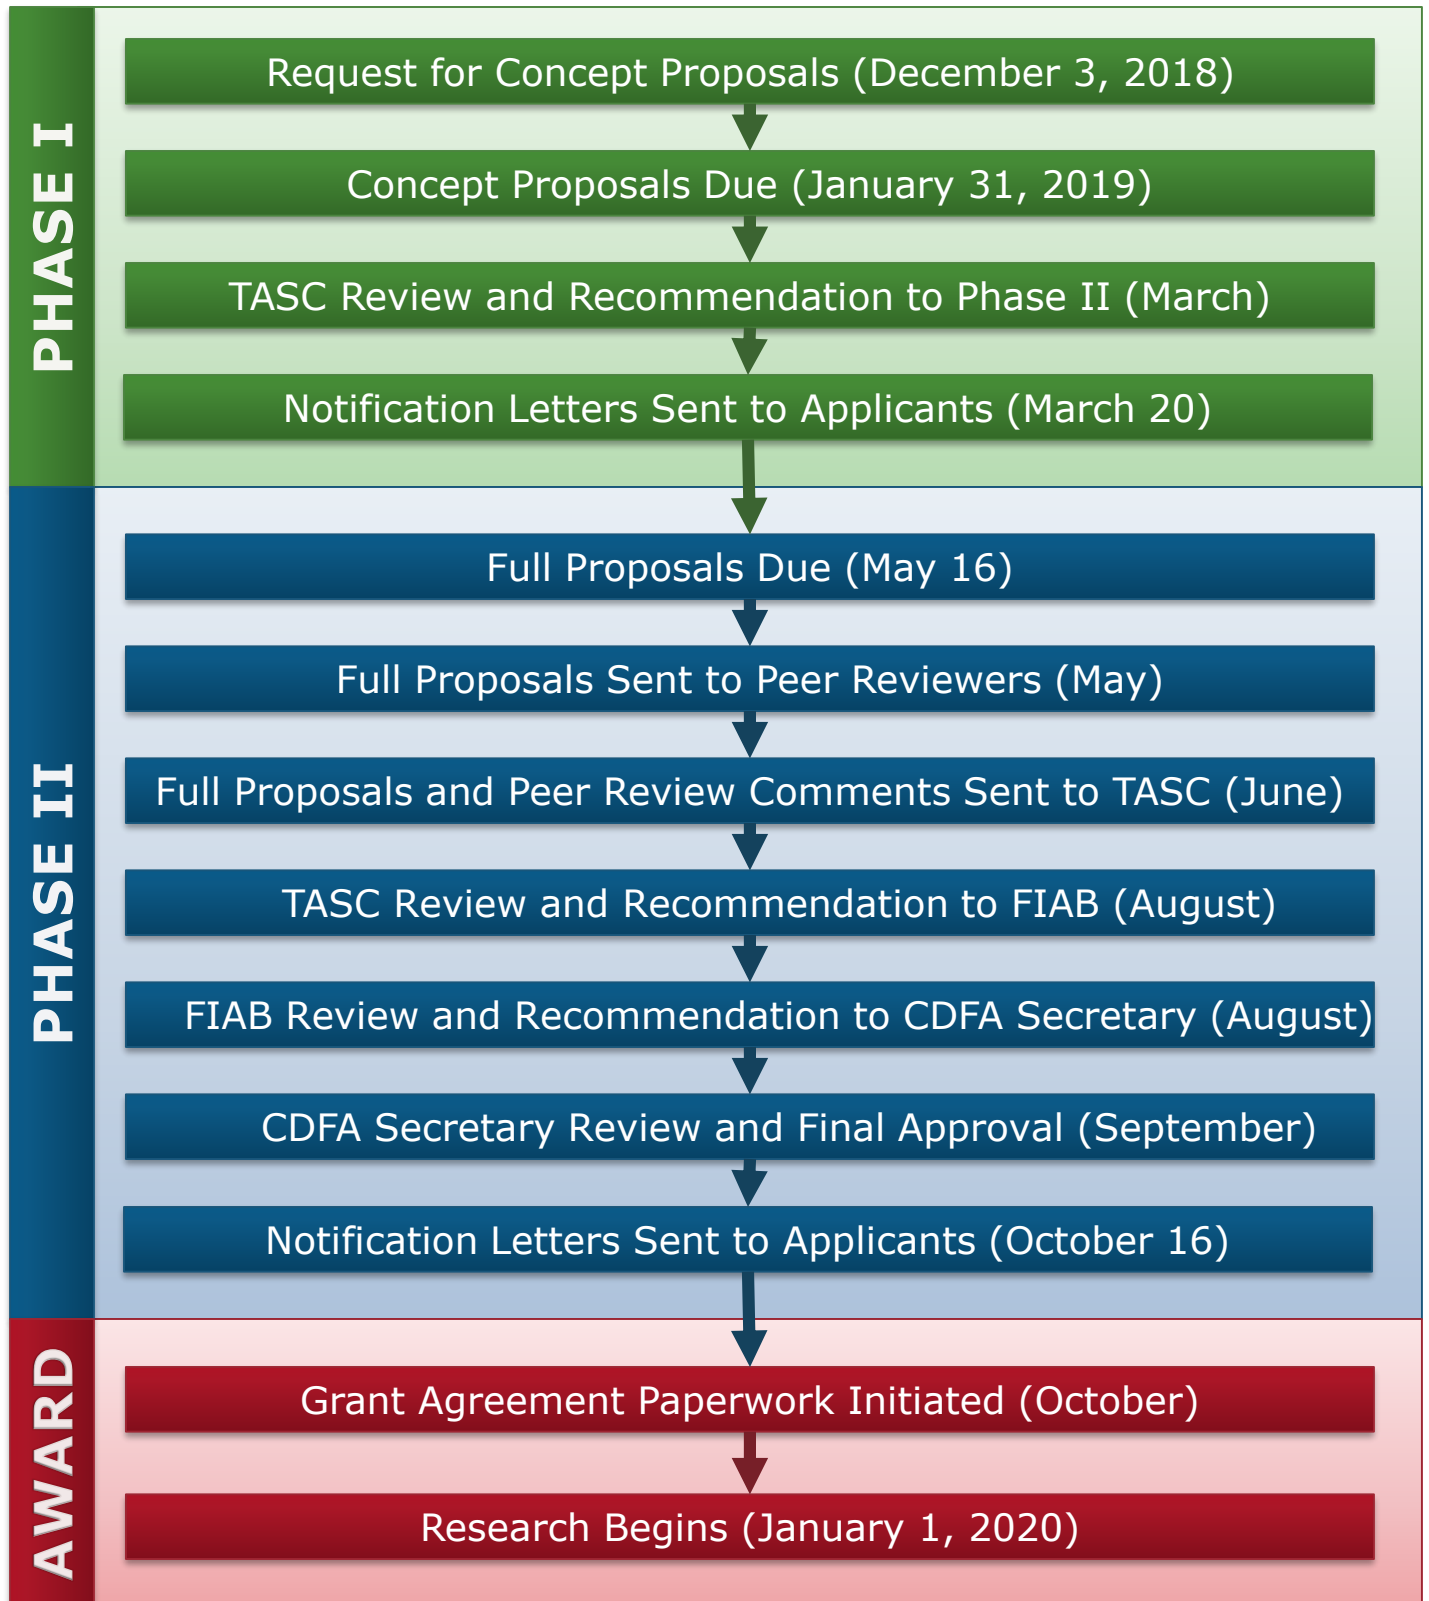 PHASE I
Request for Concept Proposals (December 3, 2018)
Concept Proposals Due (January 31, 2019)
TASC Review and Recommendation to Phase II (March)
Notification Letters Sent to Applicants (March 20)
PHASE II
Full Proposals Due (May 16)
Full Proposals Sent to Peer Reviewers (May)
Full Proposals and Peer Review Comments Sent to TASC (June)
TASC Review and Recommendation to FIAB (August)
FIAB Review and Recommendation to CDFA Secretary (August)
CDFA Secretary Review and Final Approval (September)
Notification Letters Sent to Applicants (October 16)
AWARD
Grant Agreement Paperwork Initiated (October)
Research Begins (January 1, 2020)